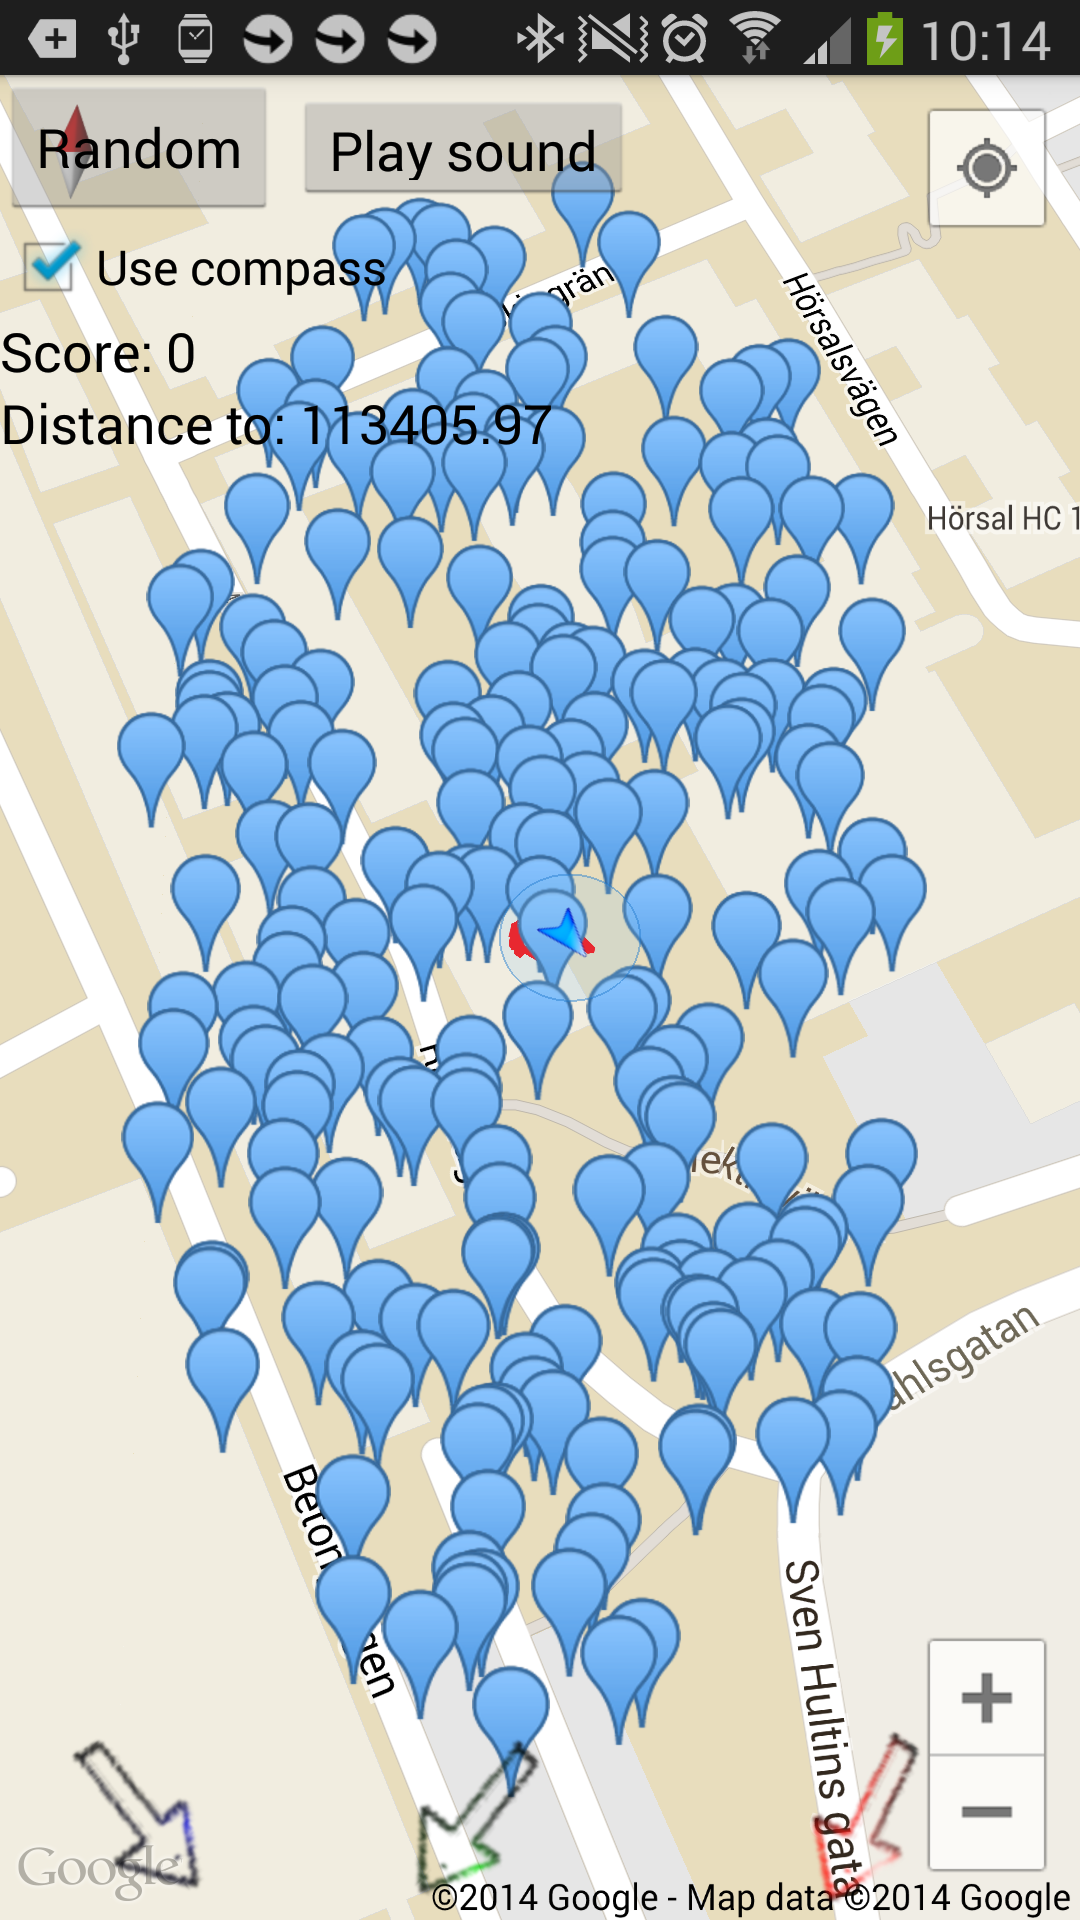 10:14
Random
Play sound
Use compass
Score: 0
Distance to: 113405.97
Hörsalsvägen
Hörsal HC 1
Sven Hultins gata
Google
©2014 Google - Map data ©2014 Google